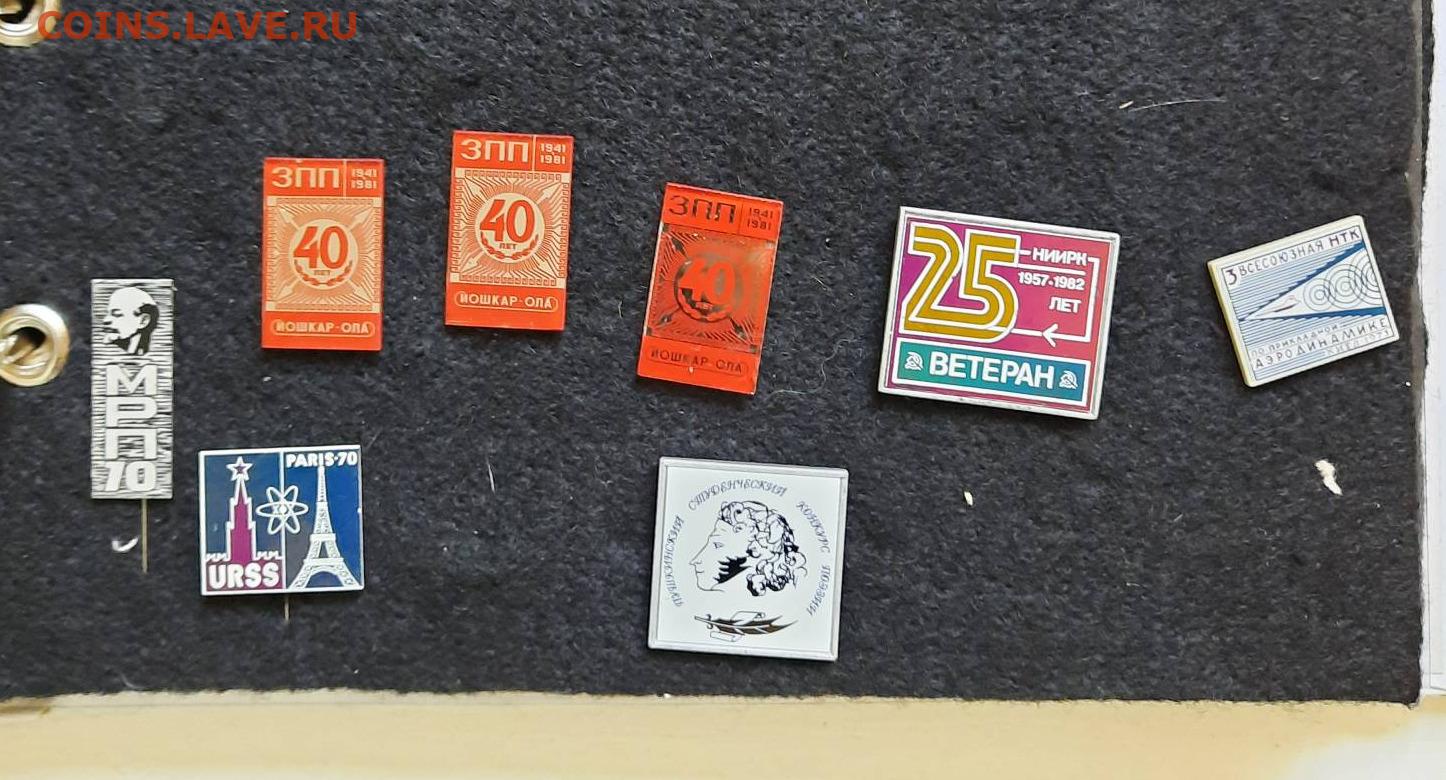 COINS.LAVE.RU
ЗПП 1941
1981
40
ЛЕТ
ЙОШКАР-ОЛА
ЗПП 1941
1981
40
ЛЕТ
ЙОШКАР-ОЛА
ЗПП 1941
1981
40
ЙОШКАР-ОЛА
25 НИИРК
1957-1982
ЛЕТ
ВЕТЕРАН
3 ВСЕСОЮЗНАЯ НТК
ПО ПРИКЛАДНОЙ
АЭРОДИНАМИКЕ
МРП
70
PARIS·70
URSS
ПУШКИНСКИЙ СТУДЕНЧЕСКИЙ КОНКУРС ПОЭЗИИ